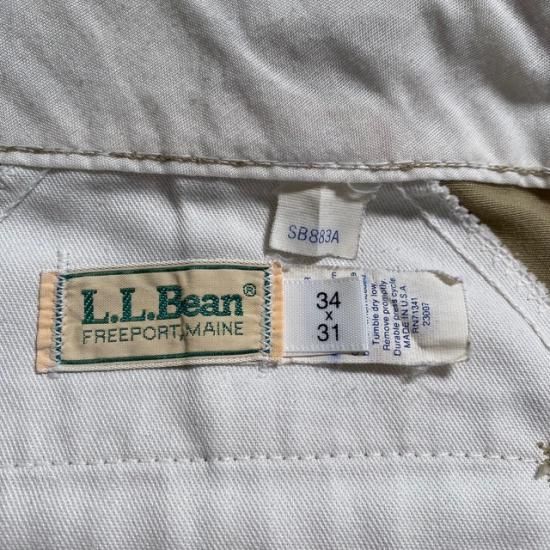 SB883A
L.L.Bean®
FREEPORT, MAINE
34
x
31
Tumble dry low.
Remove promptly.
Durable press cycle.
MADE IN U.S.A.
RN71341
23007